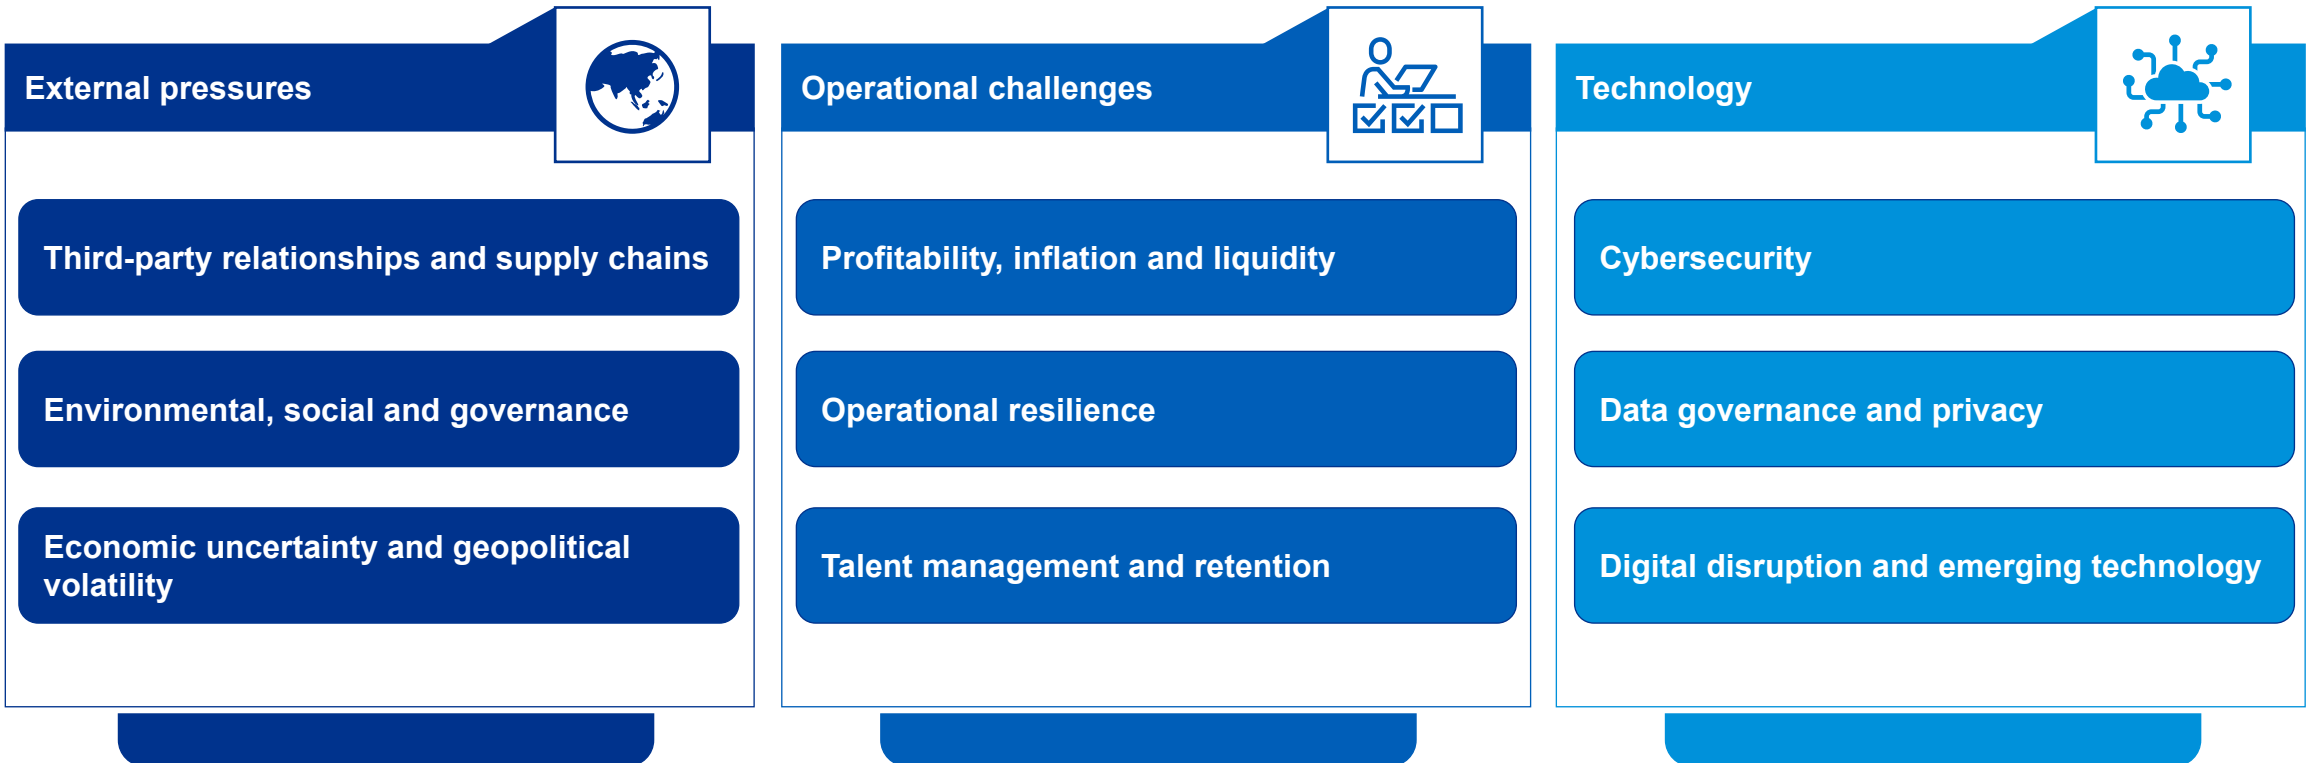 External pressures
Third-party relationships and supply chains
Environmental, social and governance
Economic uncertainty and geopolitical
volatility
Operational challenges
Profitability, inflation and liquidity
Operational resilience
Talent management and retention
Technology
Cybersecurity
Data governance and privacy
Digital disruption and emerging technology